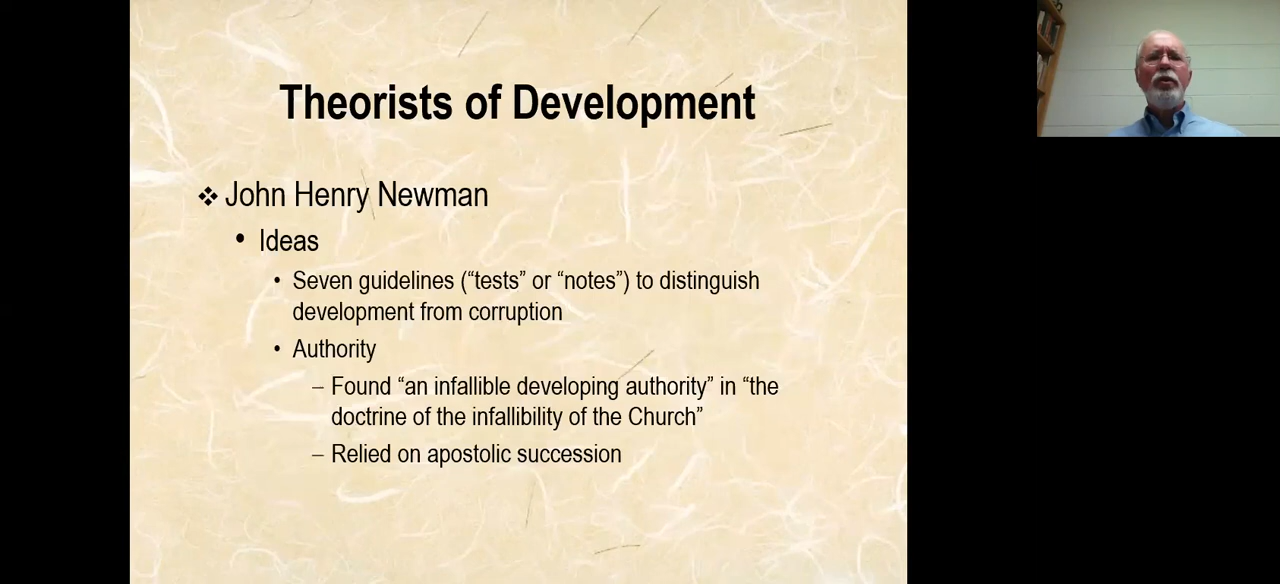 Theorists of Development
❖ John Henry Newman
• Ideas
• Seven guidelines (“tests” or “notes”) to distinguish
development from corruption
• Authority
– Found “an infallible developing authority” in “the
doctrine of the infallibility of the Church”
– Relied on apostolic succession